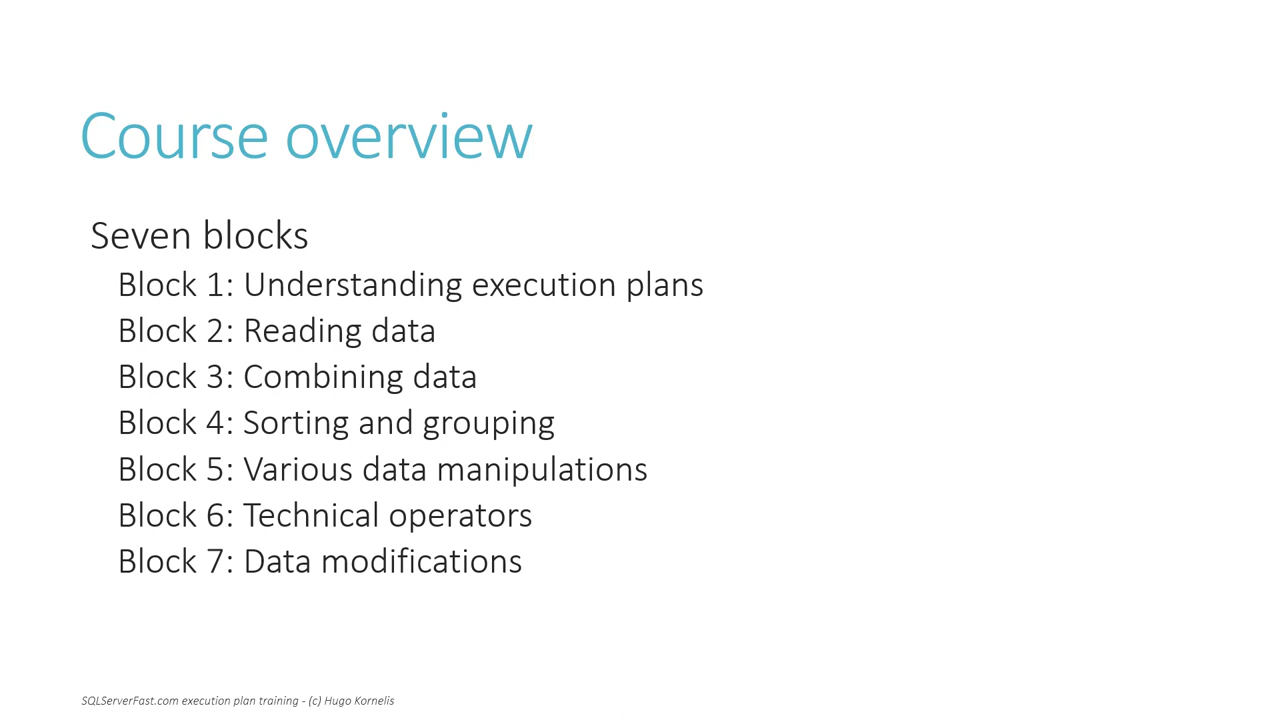 Course overview
Seven blocks
Block 1: Understanding execution plans
Block 2: Reading data
Block 3: Combining data
Block 4: Sorting and grouping
Block 5: Various data manipulations
Block 6: Technical operators
Block 7: Data modifications
SQLServerFast.com execution plan training - (c) Hugo Kornelis